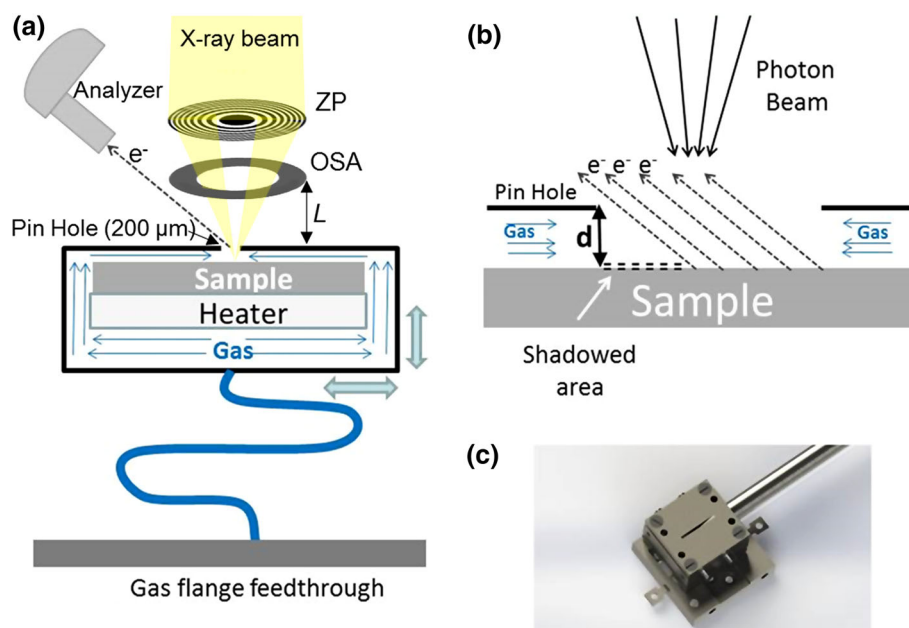 (a)
X-ray beam
Analyzer
ZP
e-
OSA
L
Pin Hole (200 µm)
Sample
Heater
Gas
Gas flange feedthrough
(b)
Photon
Beam
e- e- e-
Pin Hole
Gas
d
Gas
Sample
Shadowed
area
(c)